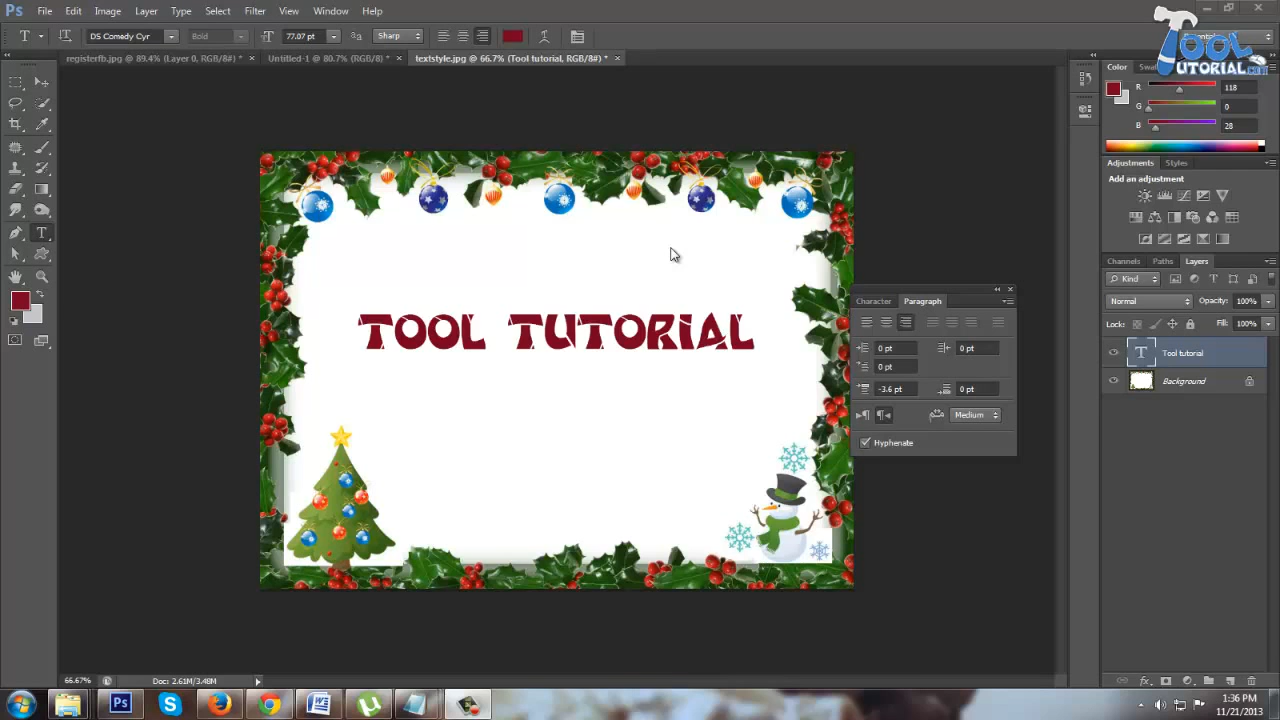 Ps File Edit Image Layer Type Select Filter View Window Help
T DS Comedy Cyr Bold 77.07 pt Sharp
registerfb.jpg @ 89.4% (Layer 0, RGB/8#) * × Untitled-1 @ 80.7% (RGB/8) * × textstyle.jpg @ 66.7% (Tool tutorial, RGB/8#) * ×
TOOL
TUTORIAL.com
Color
R 118
G 0
B 28
Adjustments Styles
Add an adjustment
Channels Paths Layers
Kind
Normal Opacity: 100%
Lock: Fill: 100%
T Tool tutorial
Background
TOOL TUTORIAL
Character Paragraph
0 pt 0 pt
0 pt
-3.6 pt 0 pt
Medium
Hyphenate
66.67% Doc: 2.61M/3.48M
Ps
1:36 PM
11/21/2013